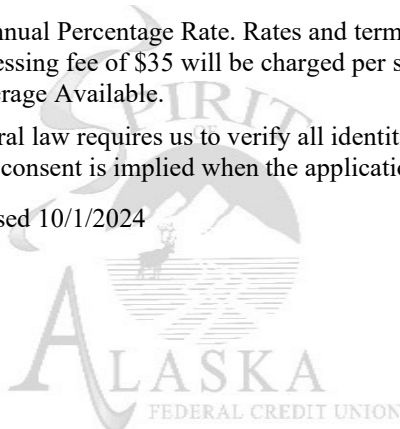 nnual Percentage Rate. Rates and term
essing fee of $35 will be charged per s
erage Available.
ral law requires us to verify all identit
consent is implied when the applicatio
sed 10/1/2024
SPIRIT
OF
ALASKA
FEDERAL CREDIT UNION